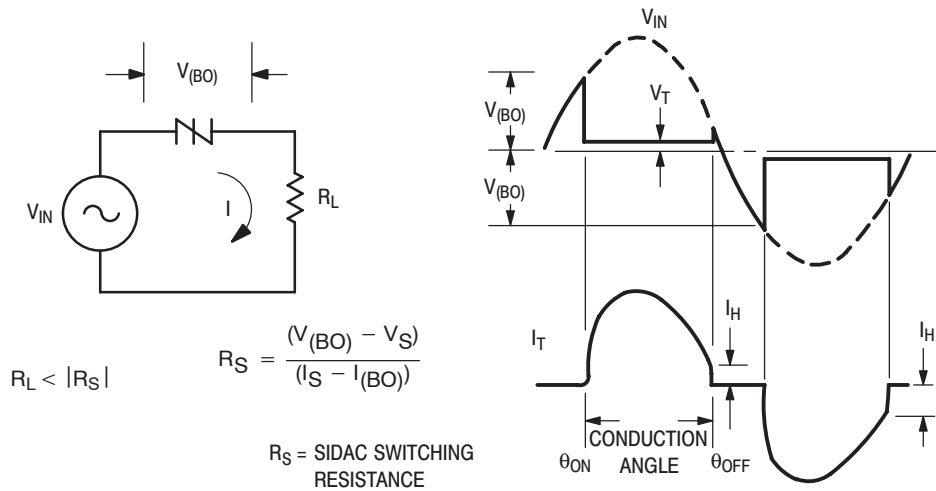 V(BO)
VIN
I
RL
RL < |RS|
RS = (V(BO) – VS) / (IS – I(BO))
RS = SIDAC SWITCHING
RESISTANCE
VIN
VT
V(BO)
V(BO)
IH
IT
IH
CONDUCTION
ANGLE
θON
θOFF